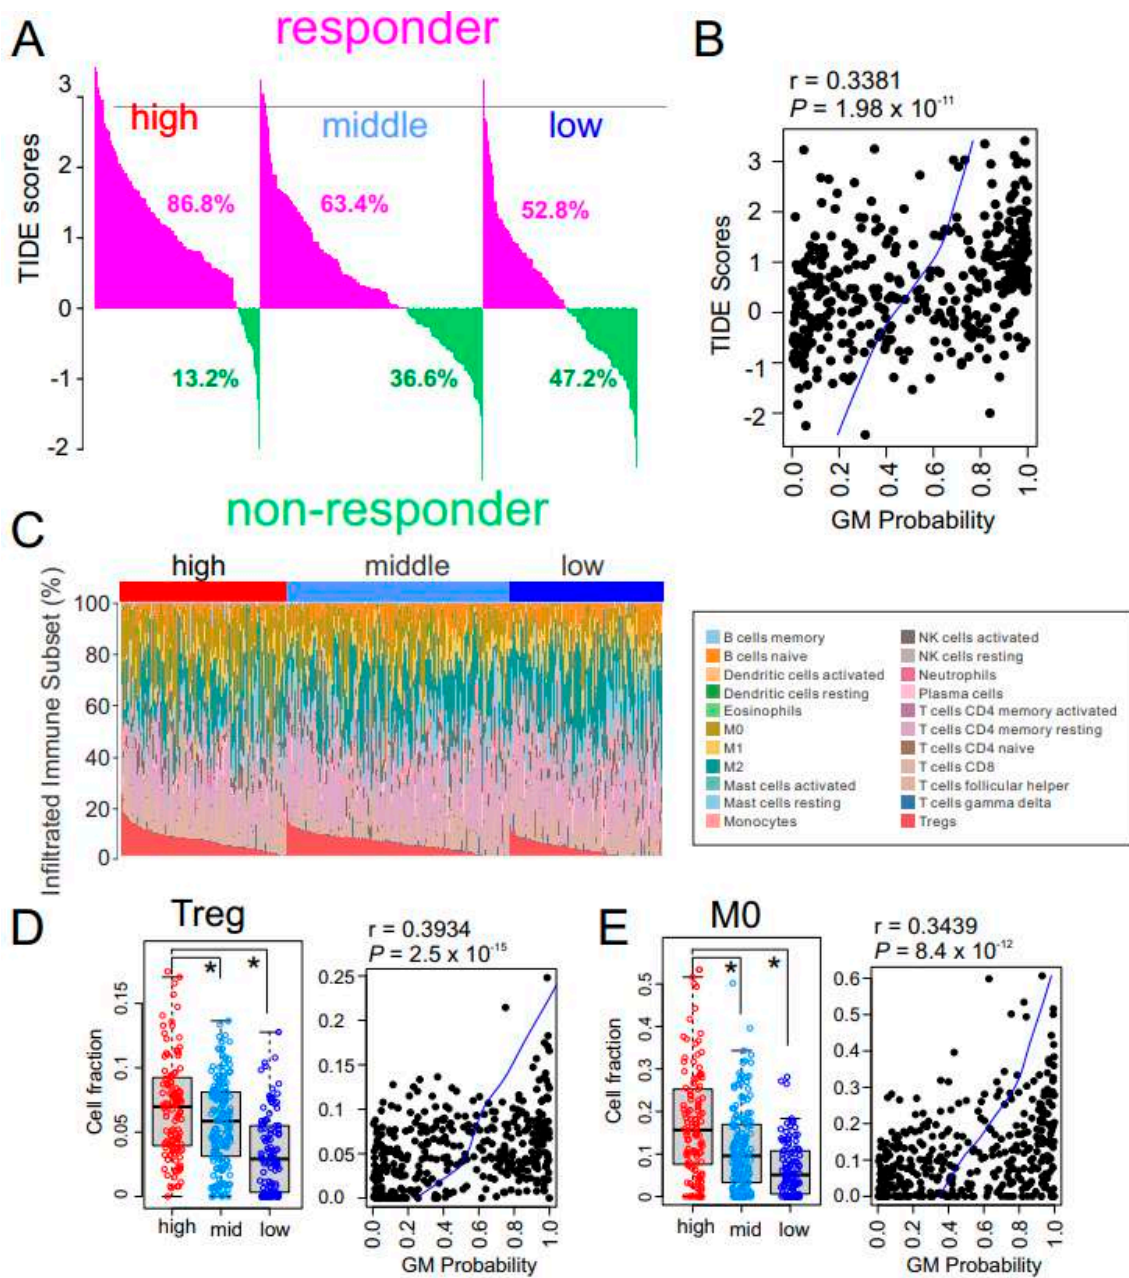 A
responder
TIDE scores
3
2
1
0
-1
-2
high
middle
low
86.8%
63.4%
52.8%
13.2%
36.6%
47.2%
non-responder
B
r = 0.3381
P = 1.98 x 10-11
TIDE Scores
3
2
1
0
-1
-2
0.0
0.2
0.4
0.6
0.8
1.0
GM Probability
C
high
middle
low
Infiltrated Immune Subset (%)
100
80
60
40
20
0
B cells memory
B cells naive
Dendritic cells activated
Dendritic cells resting
Eosinophils
M0
M1
M2
Mast cells activated
Mast cells resting
Monocytes
NK cells activated
NK cells resting
Neutrophils
Plasma cells
T cells CD4 memory activated
T cells CD4 memory resting
T cells CD4 naive
T cells CD8
T cells follicular helper
T cells gamma delta
Tregs
D
Treg
Cell fraction
0.15
0.1
0.05
0
*
*
high
mid
low
r = 0.3934
P = 2.5 x 10-15
0.25
0.20
0.15
0.10
0.05
0.0
0.0
0.2
0.4
0.6
0.8
1.0
GM Probability
E
M0
Cell fraction
0.5
0.4
0.3
0.2
0.1
0
*
*
high
mid
low
r = 0.3439
P = 8.4 x 10-12
0.6
0.5
0.4
0.3
0.2
0.1
0.0
0.0
0.2
0.4
0.6
0.8
1.0
GM Probability